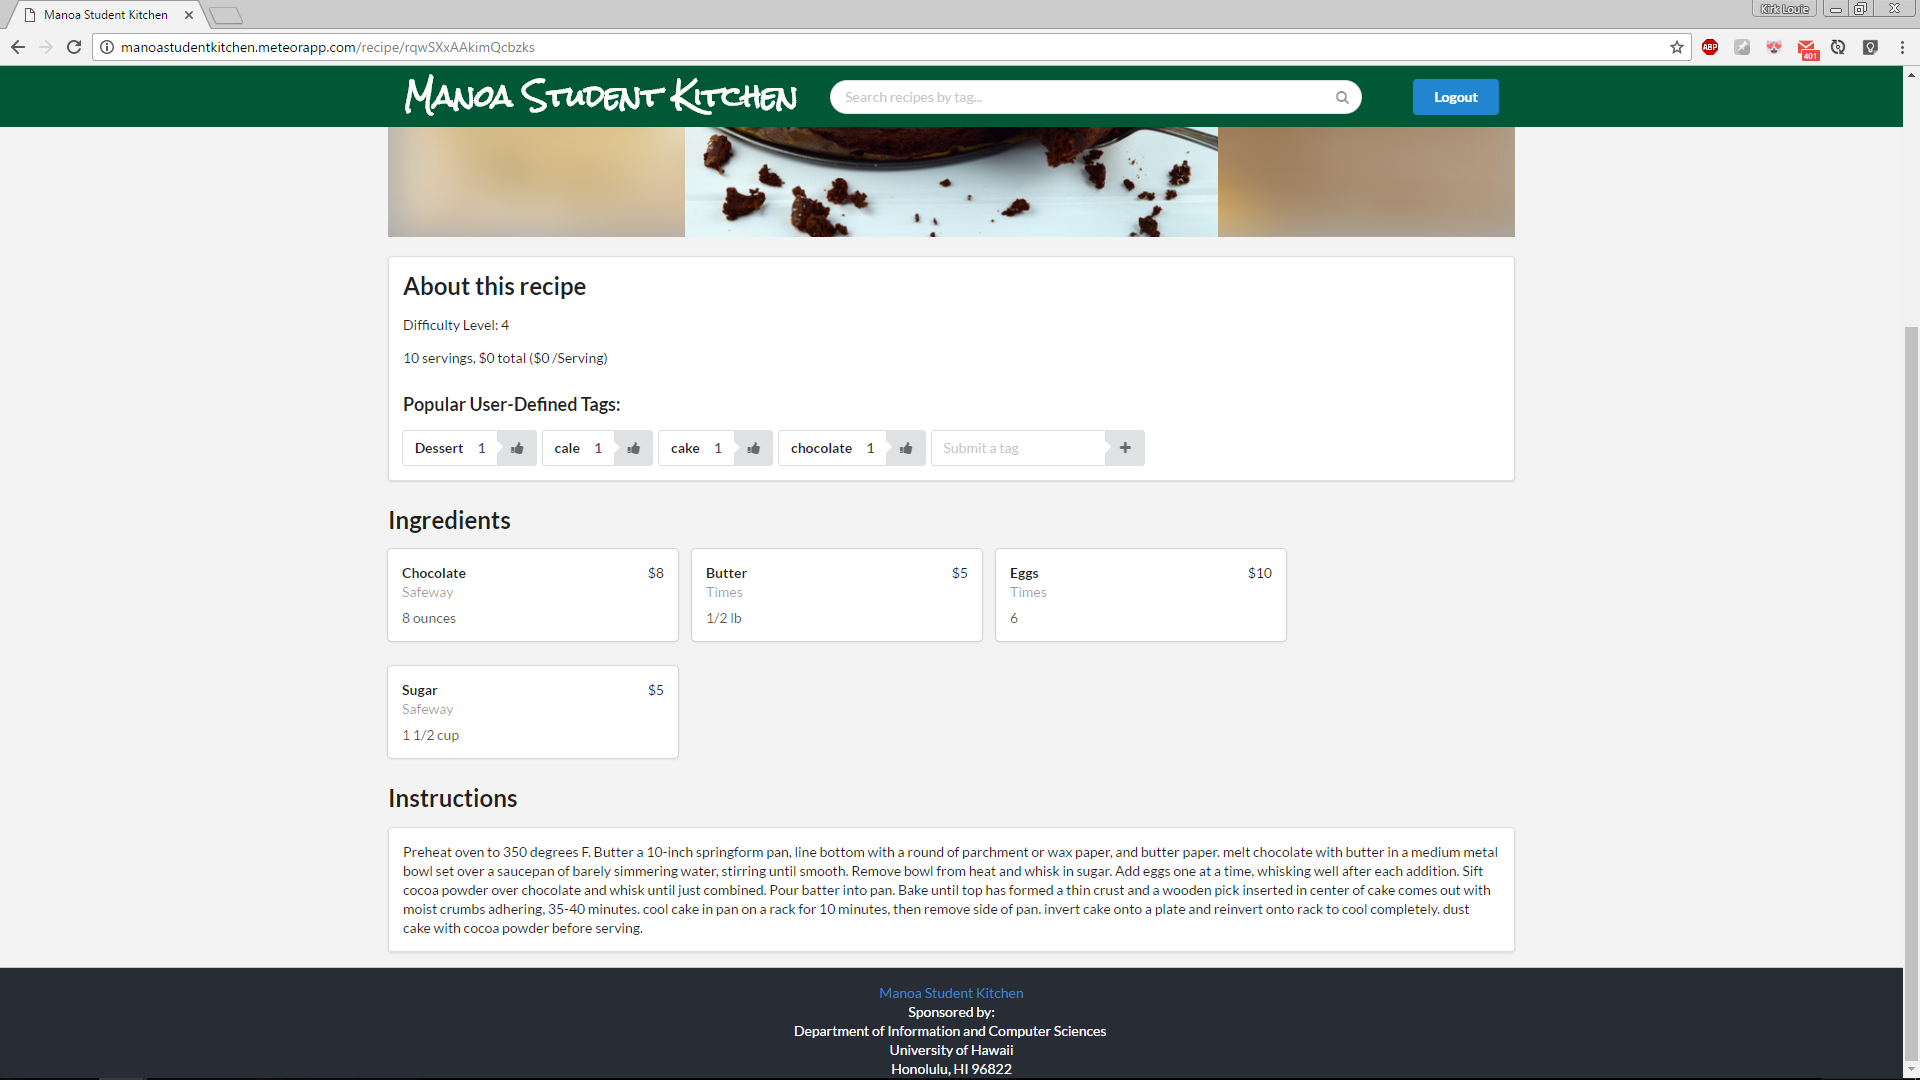 Manoa Student Kitchen
Kirk Louie
manoastudentkitchen.meteorapp.com/recipe/rqwSXxAAkimQcbzks
ABP
401
Manoa Student Kitchen
Search recipes by tag...
Logout
About this recipe
Difficulty Level: 4
10 servings, $0 total ($0 /Serving)
Popular User-Defined Tags:
Dessert 1 cale 1 cake 1 chocolate 1 Submit a tag
Ingredients
Chocolate $8
Safeway
8 ounces
Butter $5
Times
1/2 lb
Eggs $10
Times
6
Sugar $5
Safeway
1 1/2 cup
Instructions
Preheat oven to 350 degrees F. Butter a 10-inch springform pan, line bottom with a round of parchment or wax paper, and butter paper. melt chocolate with butter in a medium metal
bowl set over a saucepan of barely simmering water, stirring until smooth. Remove bowl from heat and whisk in sugar. Add eggs one at a time, whisking well after each addition. Sift
cocoa powder over chocolate and whisk until just combined. Pour batter into pan. Bake until top has formed a thin crust and a wooden pick inserted in center of cake comes out with
moist crumbs adhering, 35-40 minutes. cool cake in pan on a rack for 10 minutes, then remove side of pan. invert cake onto a plate and reinvert onto rack to cool completely. dust
cake with cocoa powder before serving.
Manoa Student Kitchen
Sponsored by:
Department of Information and Computer Sciences
University of Hawaii
Honolulu, HI 96822